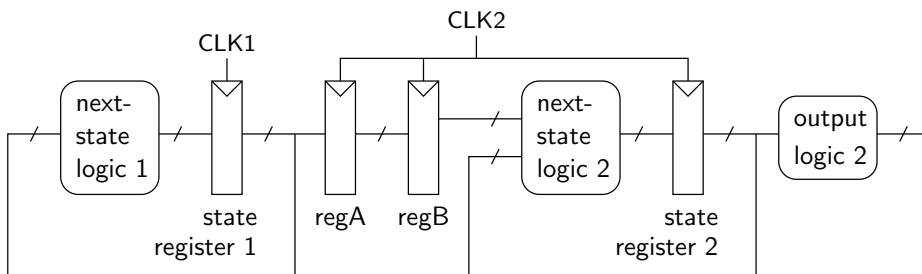 CLK2
CLK1
next-
state
logic 1
next-
state
logic 2
output
logic 2
state
register 1
regA
regB
state
register 2